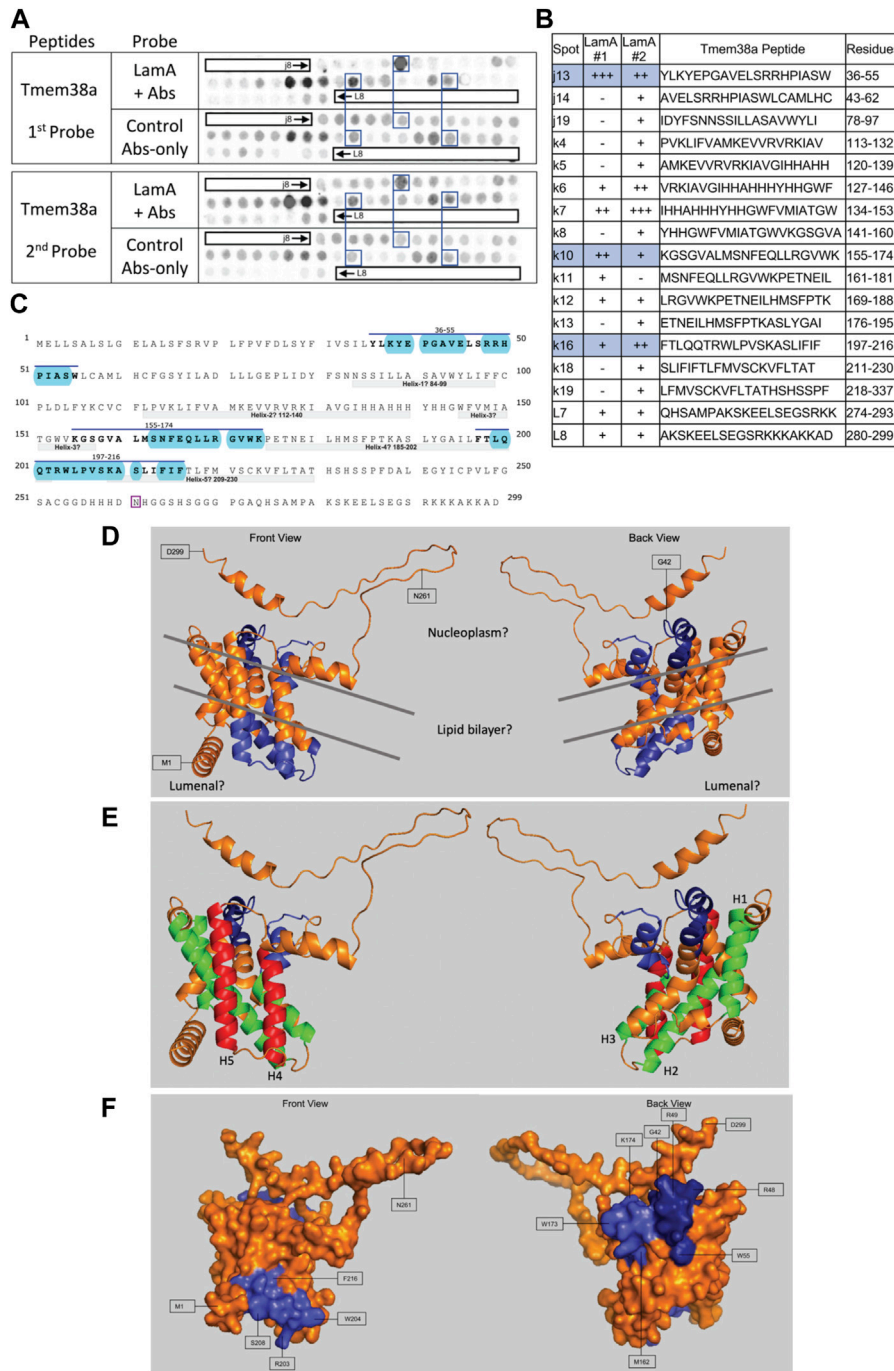 A
Peptides Probe
Tmem38a
1st Probe
LamA
+ Abs
j8
L8
Control
Abs-only
j8
L8
Tmem38a
2nd Probe
LamA
+ Abs
j8
L8
Control
Abs-only
j8
L8
B
Spot LamA #1 LamA #2 Tmem38a Peptide Residue
j13 +++ ++ YLKYEPGAVELSRRHPIASW 36-55
j14 - + AVELSRRHPIASWLCAMLHC 43-62
j19 - + IDYFSNNSSILLASAVWYLI 78-97
k4 - + PVKLIFVAMKEVVRVRKIAV 113-132
k5 - + AMKEVVRVRKIAVGIHHAHH 120-139
k6 + ++ VRKIAVGIHHAHHHYHHGWF 127-146
k7 ++ +++ IHHAHHHYHHGWFVMIATGW 134-153
k8 - + YHHGWFVMIATGWVKGSGVA 141-160
k10 ++ + KGSGVALMSNFEQLLRGVWK 155-174
k11 + - MSNFEQLLRGVWKPETNEIL 161-181
k12 + + LRGVWKPETNEILHMSFPTK 169-188
k13 - + ETNEILHMSFPTKASLYGAI 176-195
k16 + ++ FTLQQTRWLPVSKASLIFIF 197-216
k18 - + SLIFIFTLFMVSCKVFLTAT 211-230
k19 - + LFMVSCKVFLTATHSHSSPF 218-337
L7 + + QHSAMPAKSKEELSEGSRKK 274-293
L8 + + AKSKEELSEGSRKKKAKKAD 280-299
C
36-55
1 MELLSALSLG ELALSFSRVP LFPVFDLSYF IVSILYLKYE PGAVELSRRH 50
51 PIASWLCAML HCFGSYILAD LLLGEPLIDY FSNNSSILLA SAVWYLIFFC 100
Helix-1? 84-99
101 PLDLFYKCVC FLPVKLIFVA MKEVVRVRKI AVGIHHAHHH YHHGWFVMIA 150
Helix-2? 112-140 Helix-3?
155-174
151 TGWVKGSGVA LMSNFEQLLR GVWKPETNEI LHMSFPTKAS LYGAILFTLQ 200
Helix-3? Helix-4? 185-202
197-216
201 QTRWLPVSKA SLIFIFTLFM VSCKVFLTAT HSHSSPFDAL EGYICPVLFG 250
Helix-5? 209-230
251 SACGGDHHHD NHGGSHSGGG PGAQHSAMPA KSKEELSEGS RKKKAKKAD 299
D
Front View Back View
D299
N261
G42
Nucleoplasm?
Lipid bilayer?
M1
Lumenal? Lumenal?
E
H1
H3
H5
H4
H2
F
Front View Back View
R49
G42
K174
D299
N261
R48
W173
F216
W55
M1
W204
S208
M162
R203